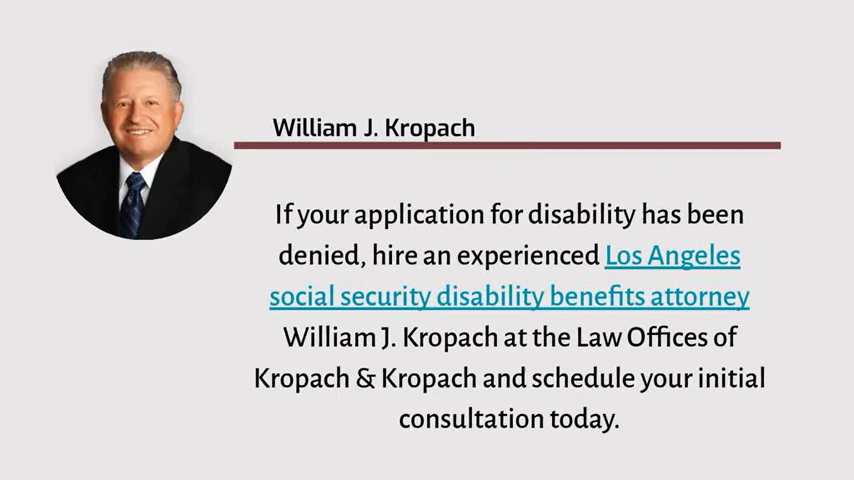 William J. Kropach
If your application for disability has been
denied, hire an experienced Los Angeles
social security disability benefits attorney
William J. Kropach at the Law Offices of
Kropach & Kropach and schedule your initial
consultation today.